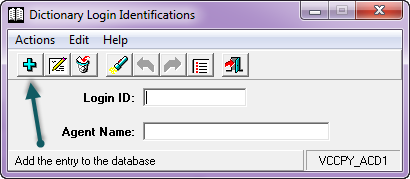 Dictionary Login Identifications
Actions Edit Help
Login ID:
Agent Name:
Add the entry to the database VCCPY_ACD1